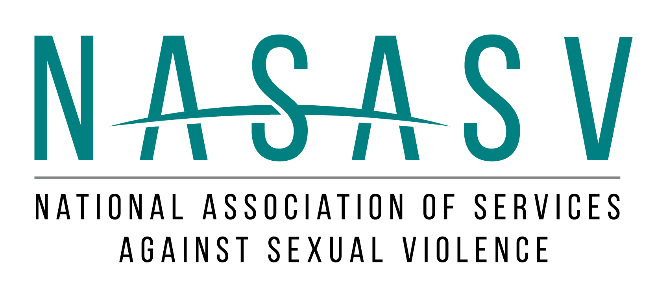 NASASV
NATIONAL ASSOCIATION OF SERVICES
AGAINST SEXUAL VIOLENCE